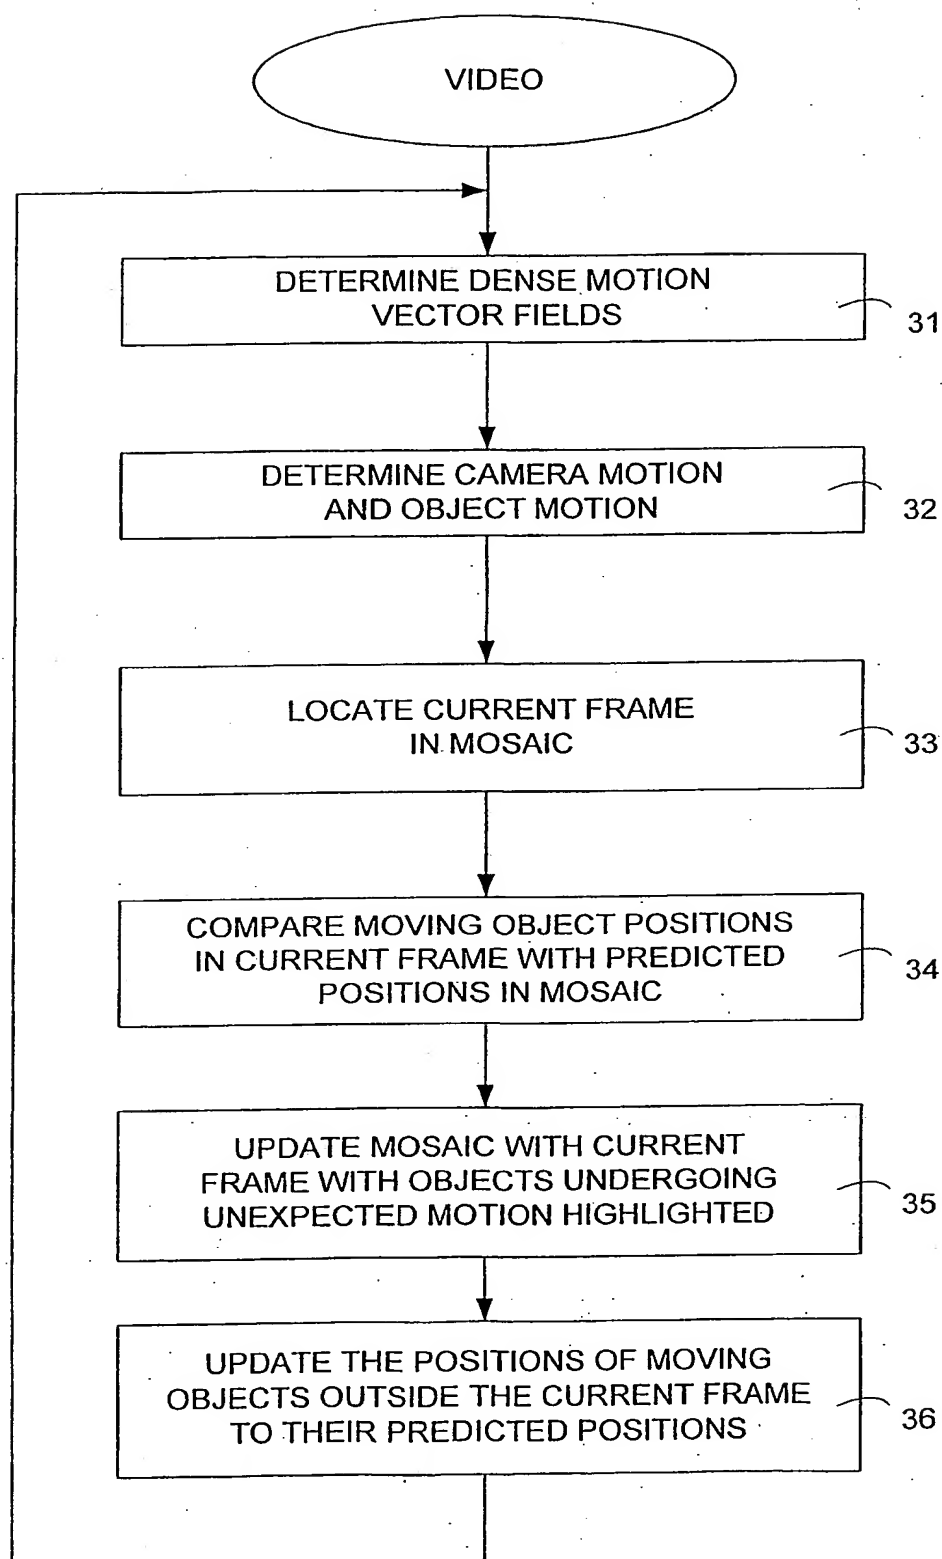 VIDEO
DETERMINE DENSE MOTION
VECTOR FIELDS
31
DETERMINE CAMERA MOTION
AND OBJECT MOTION
32
LOCATE CURRENT FRAME
IN MOSAIC
33
COMPARE MOVING OBJECT POSITIONS
IN CURRENT FRAME WITH PREDICTED
POSITIONS IN MOSAIC
34
UPDATE MOSAIC WITH CURRENT
FRAME WITH OBJECTS UNDERGOING
UNEXPECTED MOTION HIGHLIGHTED
35
UPDATE THE POSITIONS OF MOVING
OBJECTS OUTSIDE THE CURRENT FRAME
TO THEIR PREDICTED POSITIONS
36